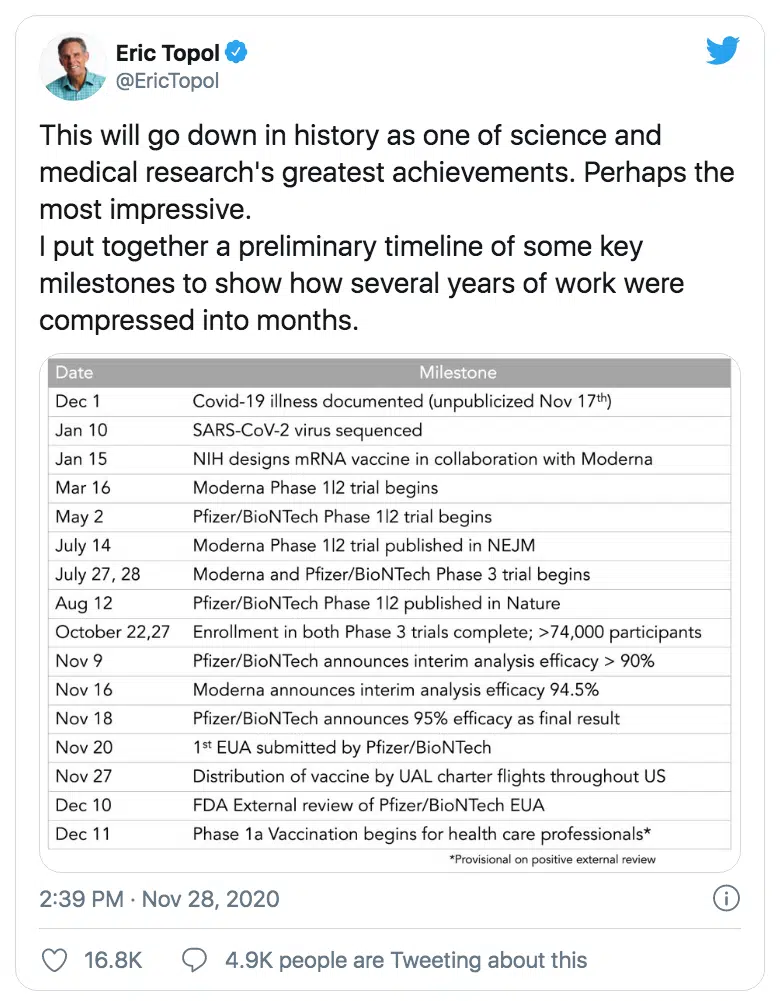 Eric Topol
@EricTopol
This will go down in history as one of science and
medical research's greatest achievements. Perhaps the
most impressive.
I put together a preliminary timeline of some key
milestones to show how several years of work were
compressed into months.
Date Milestone
Dec 1 Covid-19 illness documented (unpublicized Nov 17th)
Jan 10 SARS-CoV-2 virus sequenced
Jan 15 NIH designs mRNA vaccine in collaboration with Moderna
Mar 16 Moderna Phase 1|2 trial begins
May 2 Pfizer/BioNTech Phase 1|2 trial begins
July 14 Moderna Phase 1|2 trial published in NEJM
July 27, 28 Moderna and Pfizer/BioNTech Phase 3 trial begins
Aug 12 Pfizer/BioNTech Phase 1|2 published in Nature
October 22,27 Enrollment in both Phase 3 trials complete; >74,000 participants
Nov 9 Pfizer/BioNTech announces interim analysis efficacy > 90%
Nov 16 Moderna announces interim analysis efficacy 94.5%
Nov 18 Pfizer/BioNTech announces 95% efficacy as final result
Nov 20 1st EUA submitted by Pfizer/BioNTech
Nov 27 Distribution of vaccine by UAL charter flights throughout US
Dec 10 FDA External review of Pfizer/BioNTech EUA
Dec 11 Phase 1a Vaccination begins for health care professionals*
*Provisional on positive external review
2:39 PM · Nov 28, 2020
16.8K 4.9K people are Tweeting about this